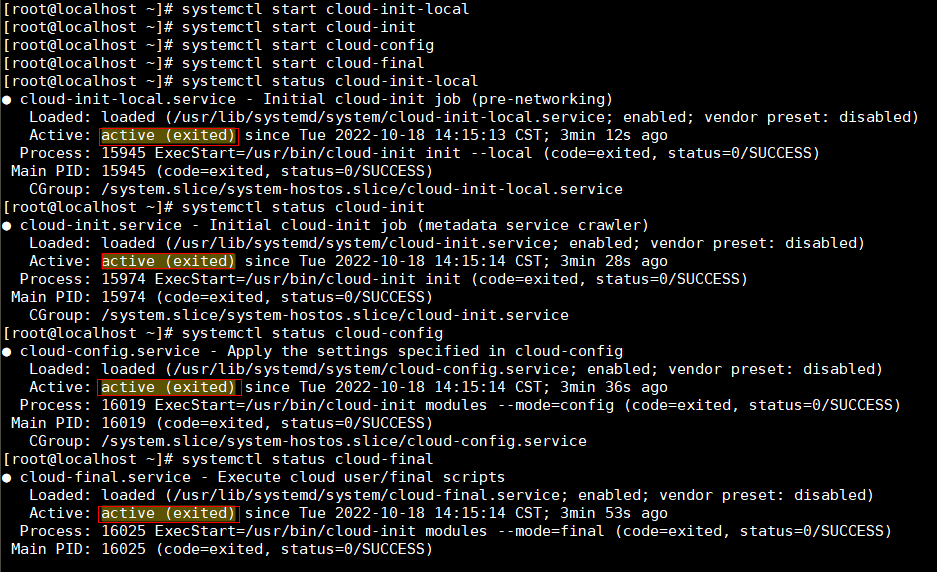 [root@localhost ~]# systemctl start cloud-init-local
[root@localhost ~]# systemctl start cloud-init
[root@localhost ~]# systemctl start cloud-config
[root@localhost ~]# systemctl start cloud-final
[root@localhost ~]# systemctl status cloud-init-local
● cloud-init-local.service - Initial cloud-init job (pre-networking)
   Loaded: loaded (/usr/lib/systemd/system/cloud-init-local.service; enabled; vendor preset: disabled)
   Active: active (exited) since Tue 2022-10-18 14:15:13 CST; 3min 12s ago
  Process: 15945 ExecStart=/usr/bin/cloud-init init --local (code=exited, status=0/SUCCESS)
 Main PID: 15945 (code=exited, status=0/SUCCESS)
   CGroup: /system.slice/system-hostos.slice/cloud-init-local.service
[root@localhost ~]# systemctl status cloud-init
● cloud-init.service - Initial cloud-init job (metadata service crawler)
   Loaded: loaded (/usr/lib/systemd/system/cloud-init.service; enabled; vendor preset: disabled)
   Active: active (exited) since Tue 2022-10-18 14:15:14 CST; 3min 28s ago
  Process: 15974 ExecStart=/usr/bin/cloud-init init (code=exited, status=0/SUCCESS)
 Main PID: 15974 (code=exited, status=0/SUCCESS)
   CGroup: /system.slice/system-hostos.slice/cloud-init.service
[root@localhost ~]# systemctl status cloud-config
● cloud-config.service - Apply the settings specified in cloud-config
   Loaded: loaded (/usr/lib/systemd/system/cloud-config.service; enabled; vendor preset: disabled)
   Active: active (exited) since Tue 2022-10-18 14:15:14 CST; 3min 36s ago
  Process: 16019 ExecStart=/usr/bin/cloud-init modules --mode=config (code=exited, status=0/SUCCESS)
 Main PID: 16019 (code=exited, status=0/SUCCESS)
   CGroup: /system.slice/system-hostos.slice/cloud-config.service
[root@localhost ~]# systemctl status cloud-final
● cloud-final.service - Execute cloud user/final scripts
   Loaded: loaded (/usr/lib/systemd/system/cloud-final.service; enabled; vendor preset: disabled)
   Active: active (exited) since Tue 2022-10-18 14:15:14 CST; 3min 53s ago
  Process: 16025 ExecStart=/usr/bin/cloud-init modules --mode=final (code=exited, status=0/SUCCESS)
 Main PID: 16025 (code=exited, status=0/SUCCESS)